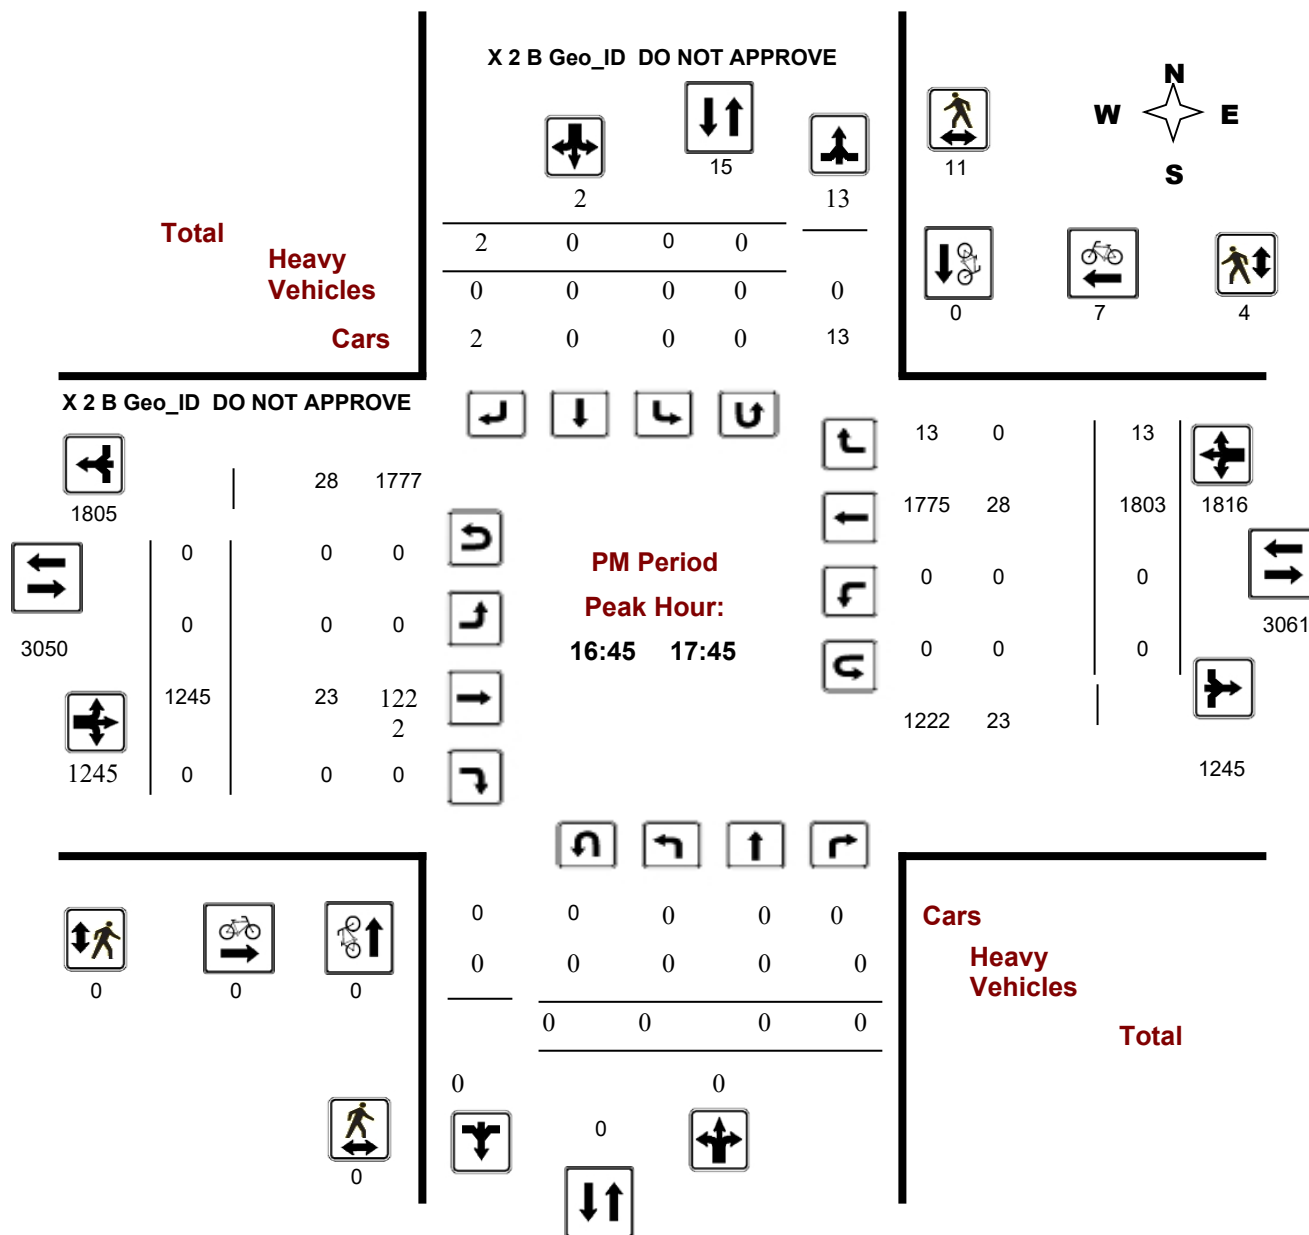 X 2 B Geo_ID DO NOT APPROVE
N
W E
S
15
11
2 13
Total
2 0 0 0
Heavy
Vehicles
0 0 0 0 0
0 7 4
Cars
2 0 0 0 13
X 2 B Geo_ID DO NOT APPROVE
13 0 13
28 1777
1805
1775 28 1803 1816
0 0 0
PM Period
0 0 0
Peak Hour:
0 0 0
3050
3061
16:45 17:45
0 0 0
1245 23 122
2
1222 23
1245 0 0 0
1245
0 0 0 0 0
Cars
0 0 0 0 0
Heavy
Vehicles
0 0 0
0 0 0 0
Total
0 0
0
0